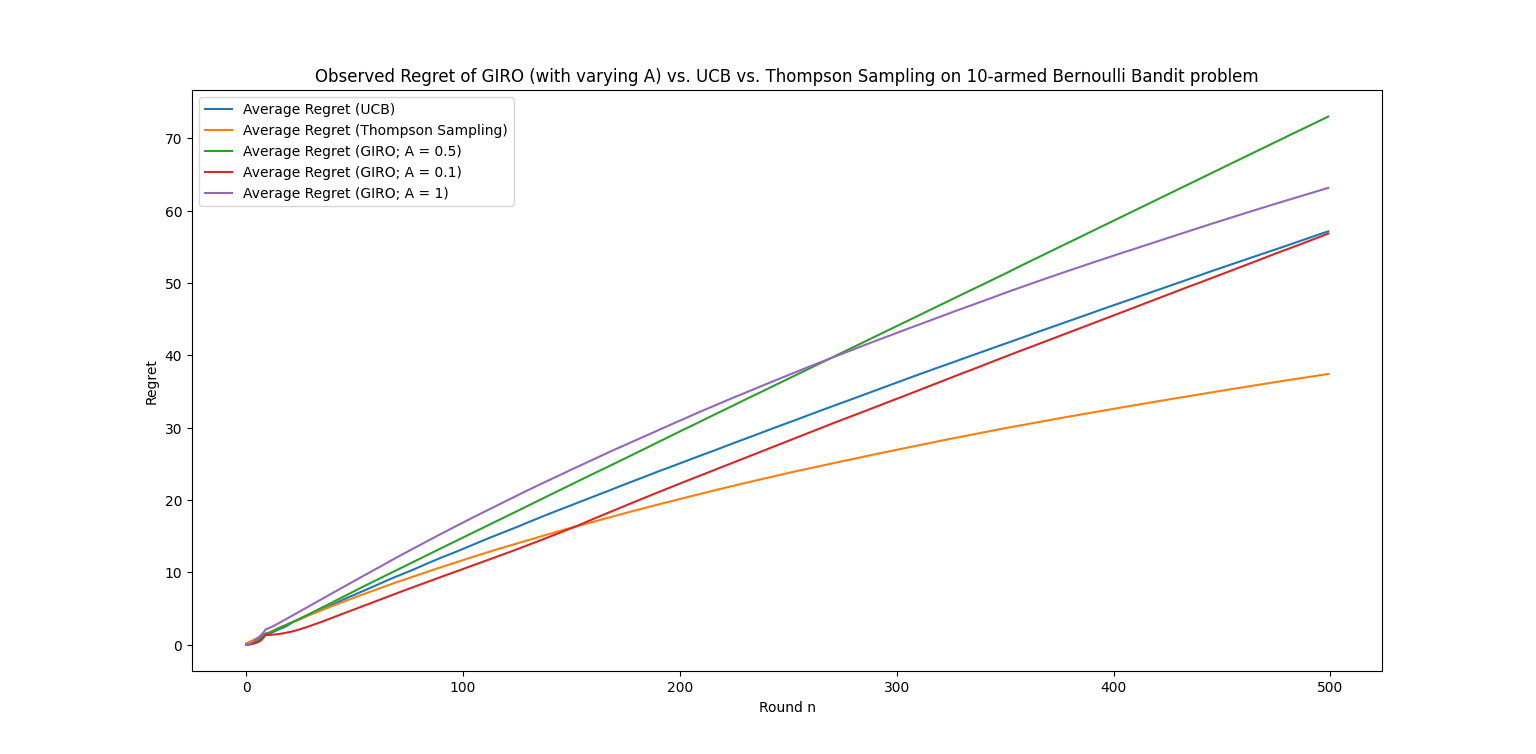 Observed Regret of GIRO (with varying A) vs. UCB vs. Thompson Sampling on 10-armed Bernoulli Bandit problem
Average Regret (UCB)
Average Regret (Thompson Sampling)
Average Regret (GIRO; A = 0.5)
Average Regret (GIRO; A = 0.1)
Average Regret (GIRO; A = 1)
70
60
50
40
30
20
10
0
Regret
0 100 200 300 400 500
Round n